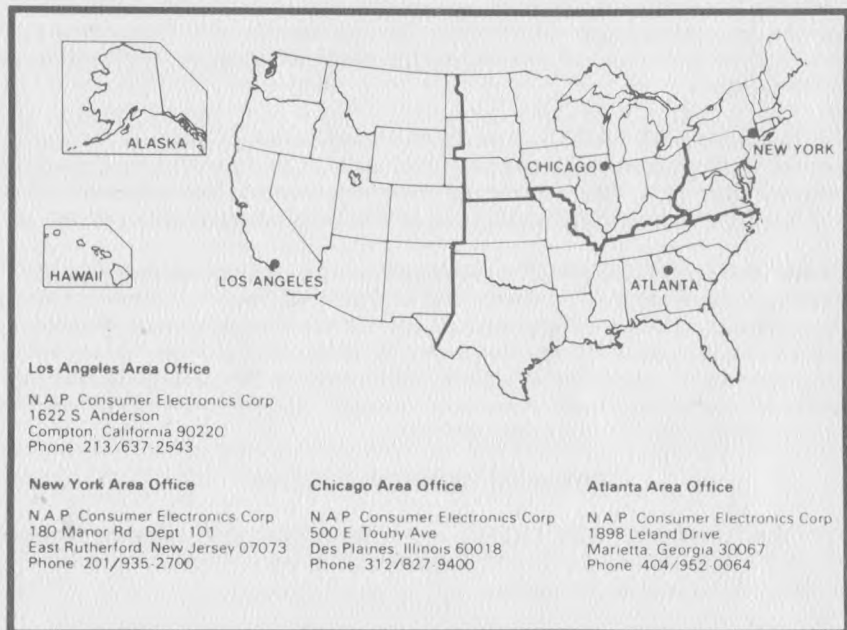 ALASKA
HAWAII
LOS ANGELES
CHICAGO
NEW YORK
ATLANTA
Los Angeles Area Office
N.A.P. Consumer Electronics Corp
1622 S. Anderson
Compton, California 90220
Phone 213/637-2543
New York Area Office
N.A.P. Consumer Electronics Corp
180 Manor Rd. Dept 101
East Rutherford, New Jersey 07073
Phone 201/935-2700
Chicago Area Office
N.A.P. Consumer Electronics Corp
500 E. Touhy Ave
Des Plaines, Illinois 60018
Phone 312/827-9400
Atlanta Area Office
N.A.P. Consumer Electronics Corp
1898 Leland Drive
Marietta, Georgia 30067
Phone 404/952-0064